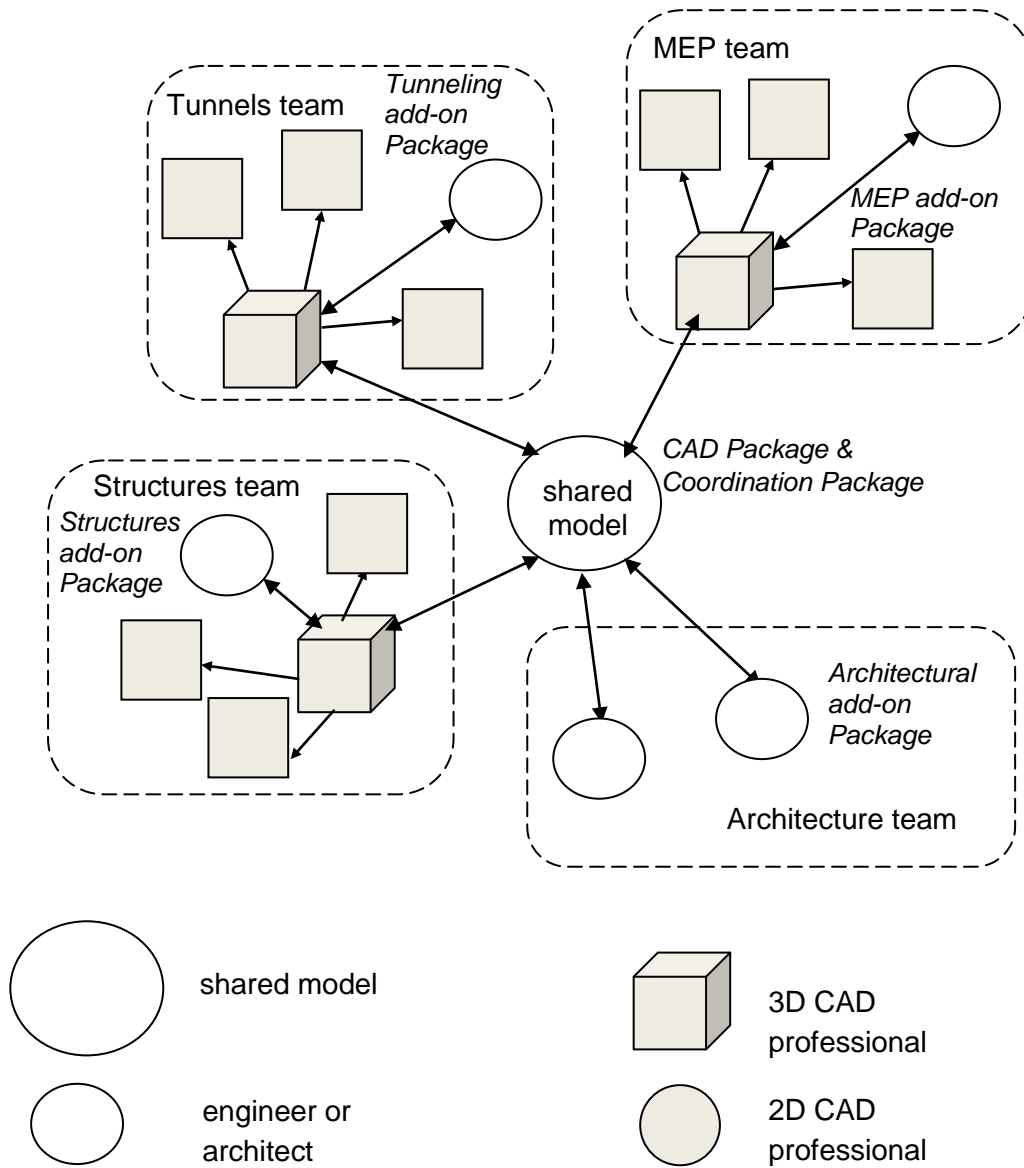 MEP team
Tunnels team
Tunneling
add-on
Package
MEP add-on
Package
CAD Package &
Coordination Package
shared
model
Structures team
Structures
add-on
Package
Architectural
add-on
Package
Architecture team
shared model
3D CAD
professional
engineer or
architect
2D CAD
professional